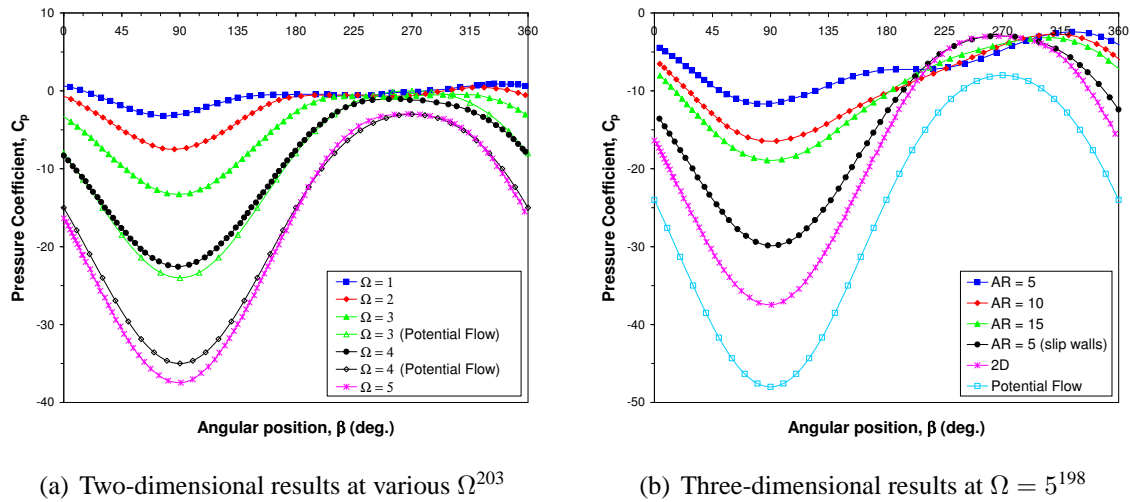 0 45 90 135 180 225 270 315 360
10
5
0
-10
-20
-30
-40
Pressure Coefficient, Cp
Angular position, β (deg.)
Ω = 1
Ω = 2
Ω = 3
Ω = 3 (Potential Flow)
Ω = 4
Ω = 4 (Potential Flow)
Ω = 5
(a) Two-dimensional results at various Ω²⁰³
0 45 90 135 180 225 270 315 360
0
-10
-20
-30
-40
-50
Pressure Coefficient, Cp
Angular position, β (deg.)
AR = 5
AR = 10
AR = 15
AR = 5 (slip walls)
2D
Potential Flow
(b) Three-dimensional results at Ω = 5¹⁹⁸